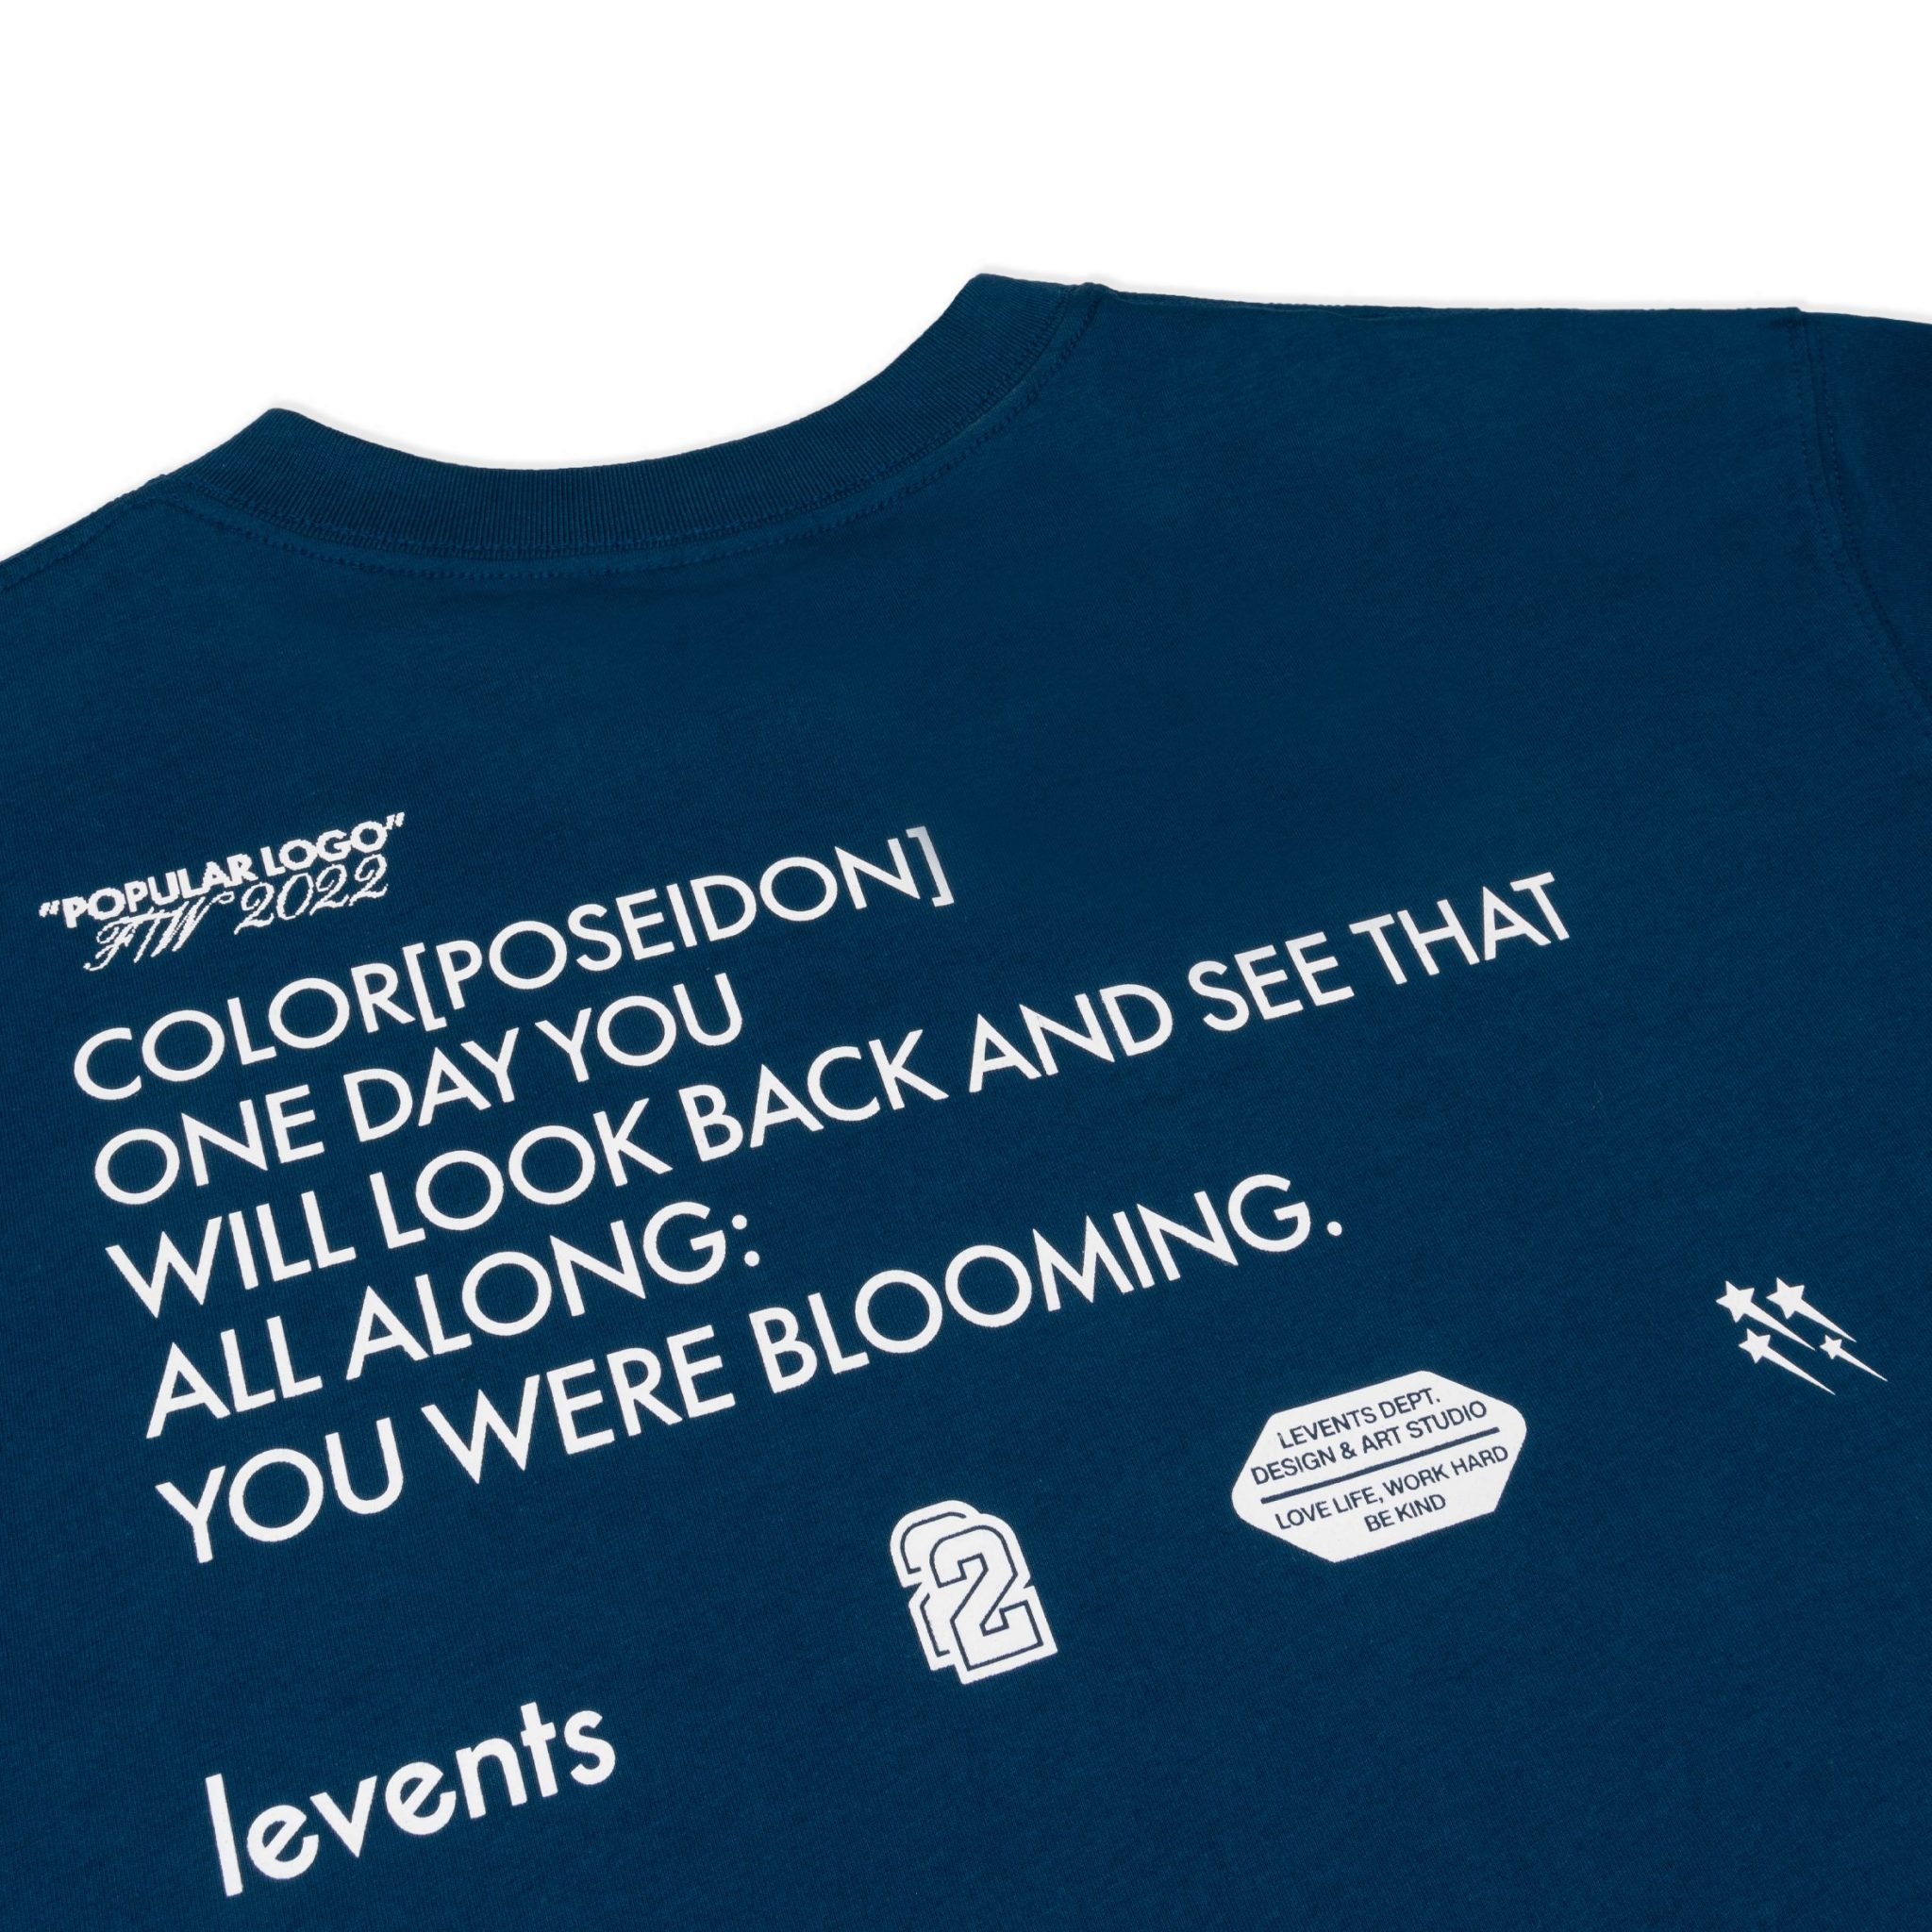 "POPULAR LOGO"
FTW 2022
COLOR[POSEIDON]
ONE DAY YOU
WILL LOOK BACK AND SEE THAT
ALL ALONG:
YOU WERE BLOOMING.
LEVENTS DEPT.
DESIGN & ART STUDIO
LOVE LIFE, WORK HARD
BE KIND
22
levents